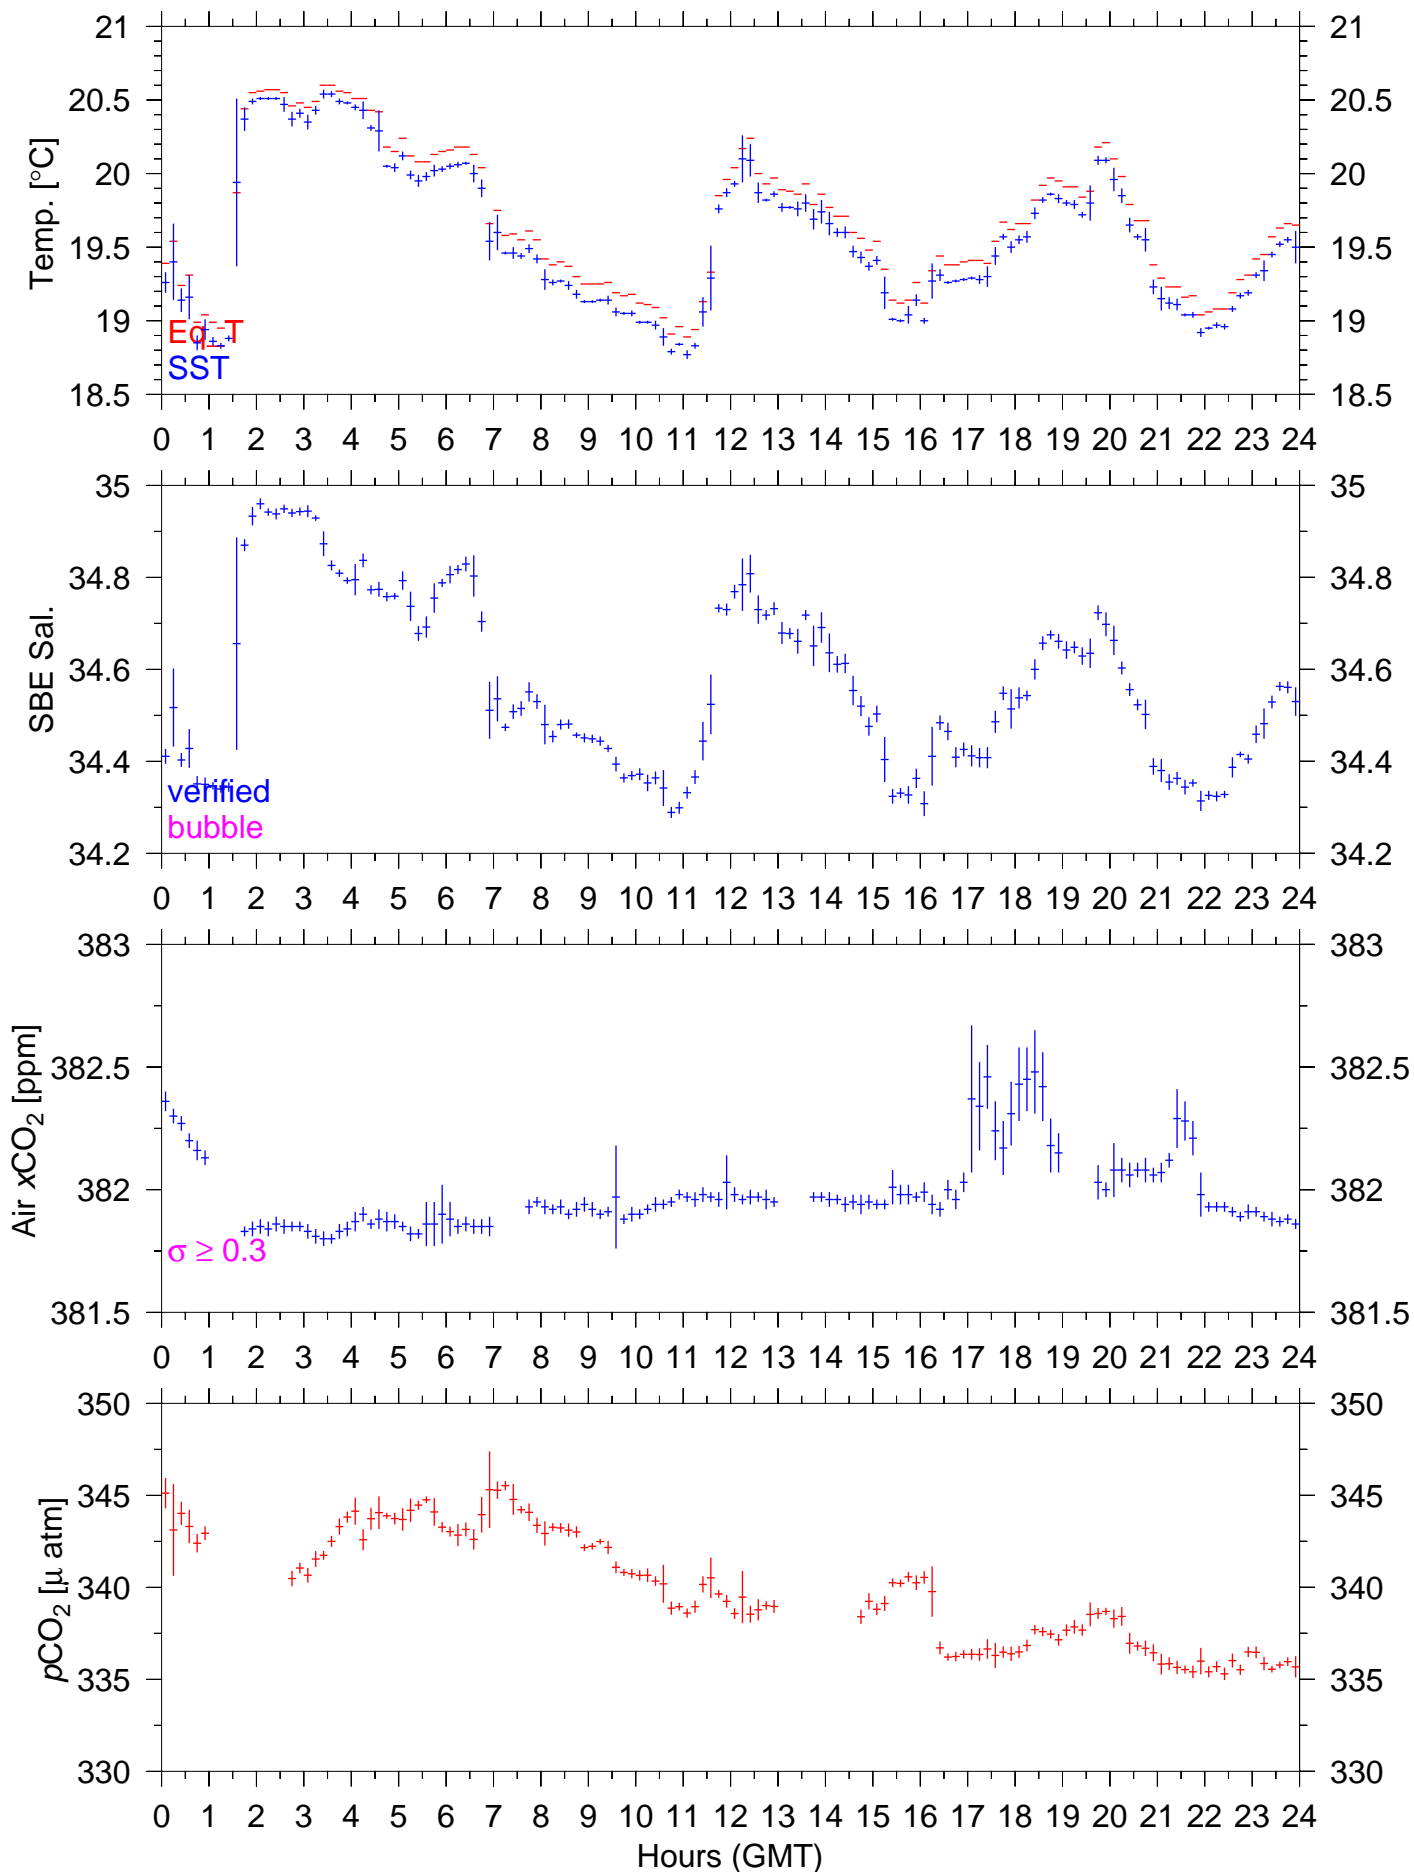 21 21
20.5 20.5
20 20
19.5 19.5
19 19
18.5 18.5
Temp. [°C]
Eq. T
SST
0 1 2 3 4 5 6 7 8 9 10 11 12 13 14 15 16 17 18 19 20 21 22 23 24
35 35
34.8 34.8
34.6 34.6
34.4 34.4
34.2 34.2
SBE Sal.
verified
bubble
0 1 2 3 4 5 6 7 8 9 10 11 12 13 14 15 16 17 18 19 20 21 22 23 24
383 383
382.5 382.5
382 382
381.5 381.5
Air xCO₂ [ppm]
σ ≥ 0.3
0 1 2 3 4 5 6 7 8 9 10 11 12 13 14 15 16 17 18 19 20 21 22 23 24
350 350
345 345
340 340
335 335
330 330
pCO₂ [μ atm]
0 1 2 3 4 5 6 7 8 9 10 11 12 13 14 15 16 17 18 19 20 21 22 23 24
Hours (GMT)